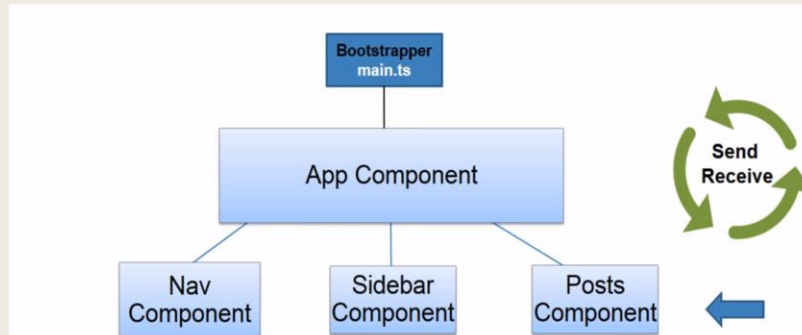 Bootstrapper
main.ts
App Component
Send
Receive
Nav
Component
Sidebar
Component
Posts
Component